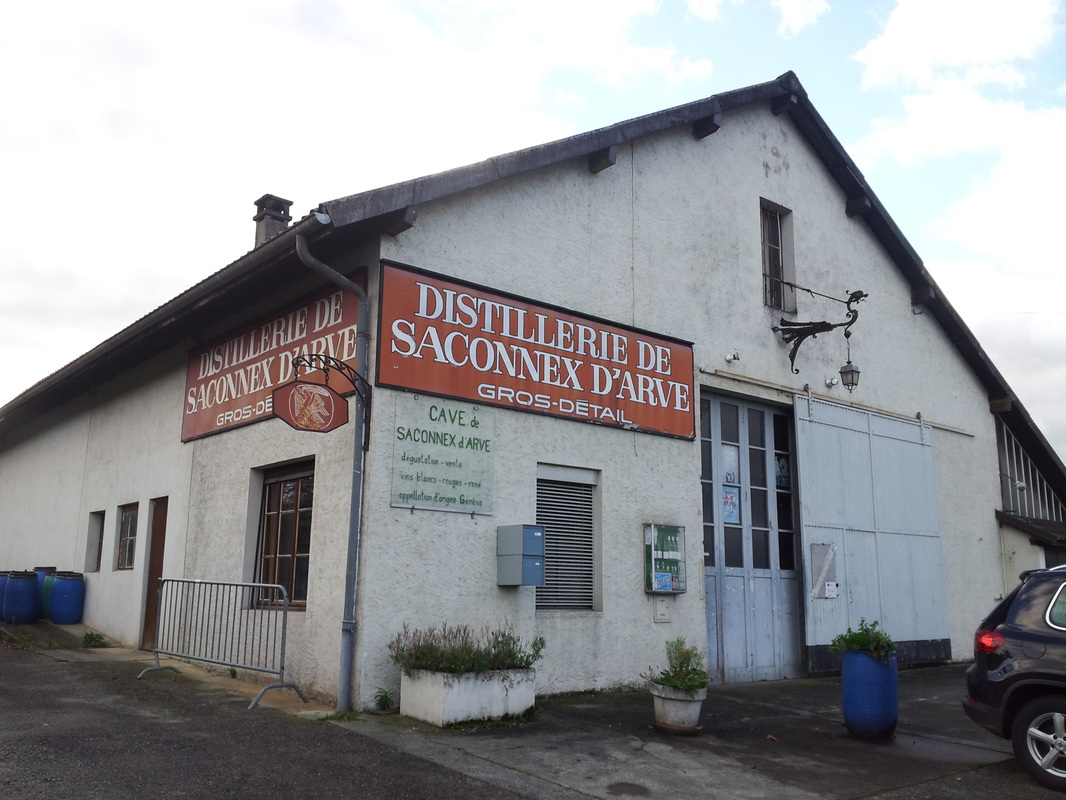 DISTILLERIE DE
SACONNEX D'ARVE
GROS-DÉ
DISTILLERIE DE
SACONNEX D'ARVE
GROS-DÉTAIL
CAVE de
SACONNEX d'ARVE
dégustation - vente
vins blancs - rouges - rosé
appellation d'origine Genève